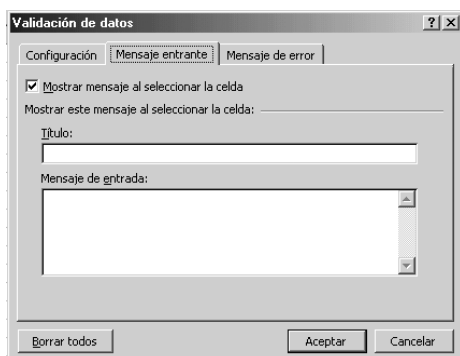 Validación de datos
Configuración Mensaje entrante Mensaje de error
Mostrar mensaje al seleccionar la celda
Mostrar este mensaje al seleccionar la celda:
Título:
Mensaje de entrada:
Borrar todos Aceptar Cancelar